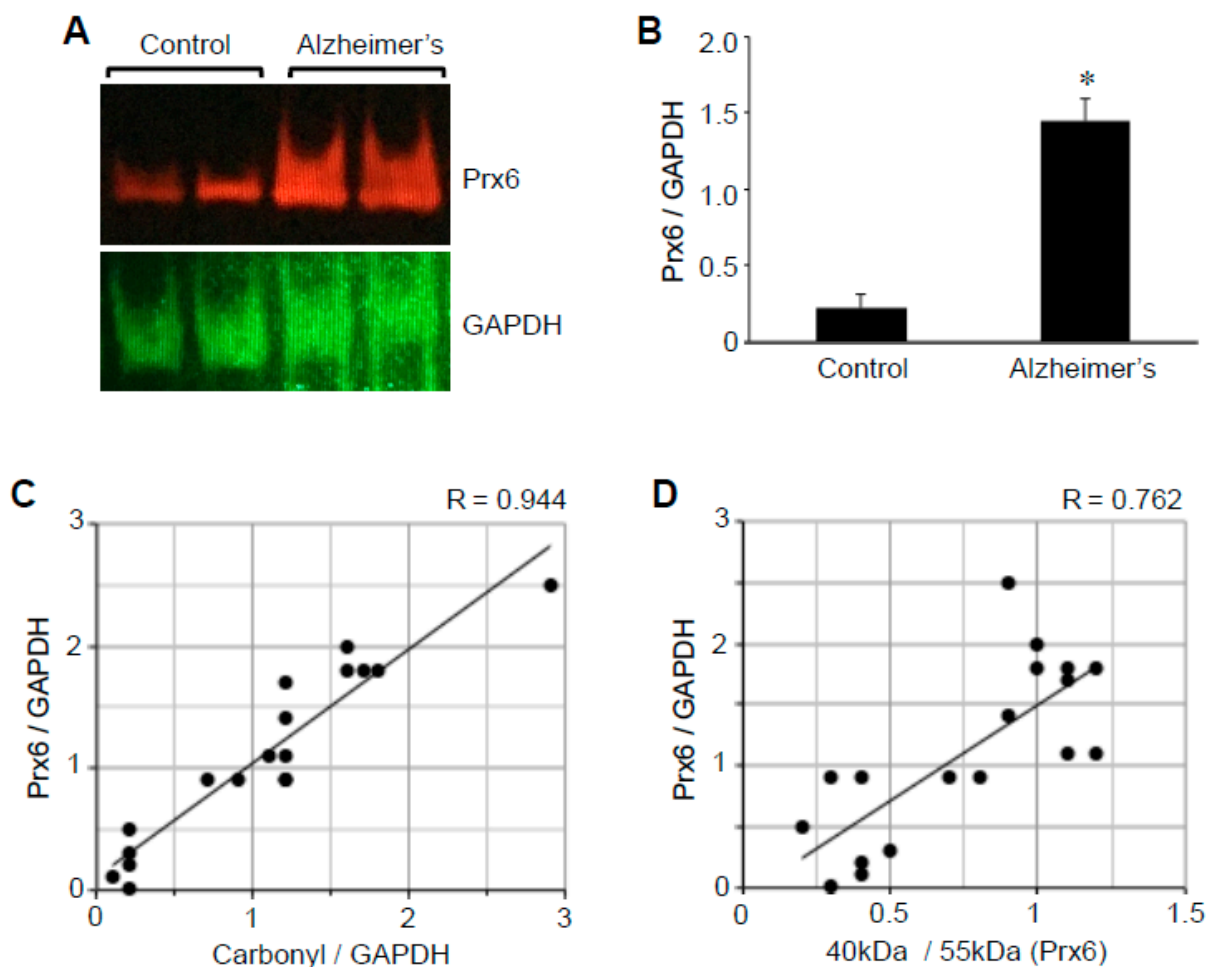 A
Control
Alzheimer's
Prx6
GAPDH
B
Prx6 / GAPDH
2.0
1.5
1.0
0.5
0
*
Control
Alzheimer's
C
R = 0.944
Prx6 / GAPDH
3
2
1
0
0
1
2
3
Carbonyl / GAPDH
D
R = 0.762
Prx6 / GAPDH
3
2
1
0
0
0.5
1
1.5
40kDa / 55kDa (Prx6)